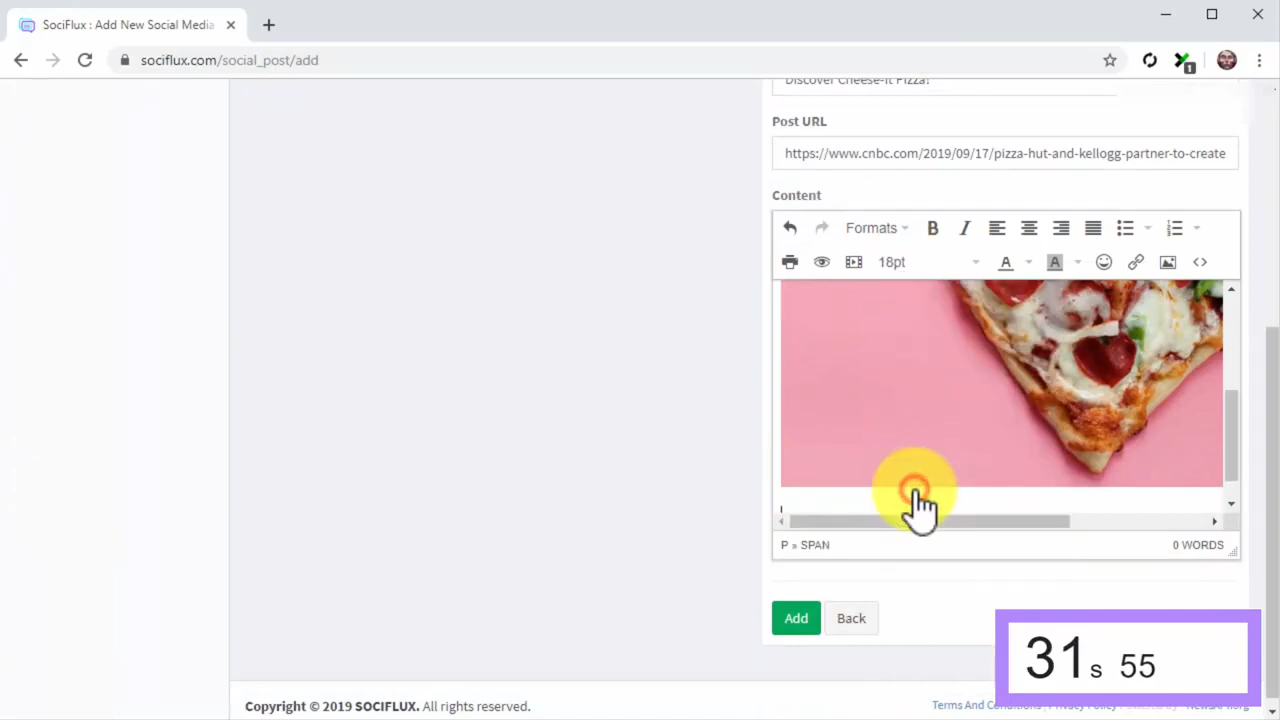 SociFlux : Add New Social Media
sociflux.com/social_post/add
1
Discover Cheese-It Pizza!
Post URL
https://www.cnbc.com/2019/09/17/pizza-hut-and-kellogg-partner-to-create
Content
Formats B I
18pt A A
P » SPAN 0 WORDS
Add Back
31s 55
Copyright © 2019 SOCIFLUX. All rights reserved.
Terms And Conditions